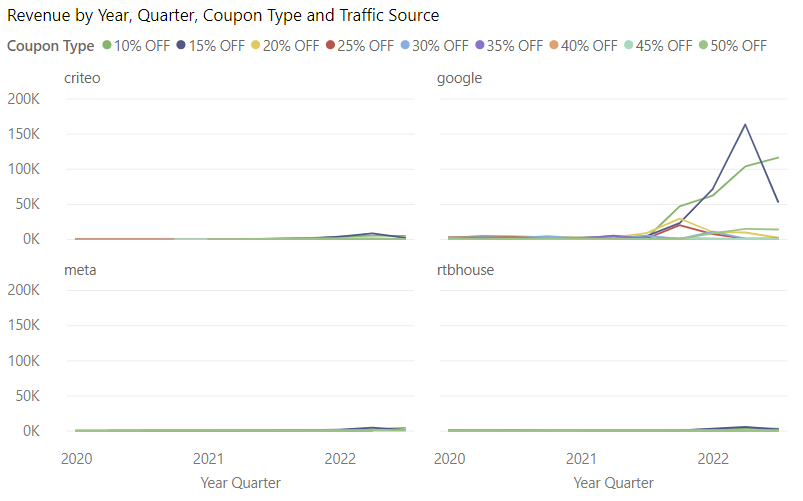 Revenue by Year, Quarter, Coupon Type and Traffic Source
Coupon Type 10% OFF 15% OFF 20% OFF 25% OFF 30% OFF 35% OFF 40% OFF 45% OFF 50% OFF
criteo google
200K
150K
100K
50K
0K
meta rtbhouse
200K
150K
100K
50K
0K
2020 2021 2022 2020 2021 2022
Year Quarter Year Quarter